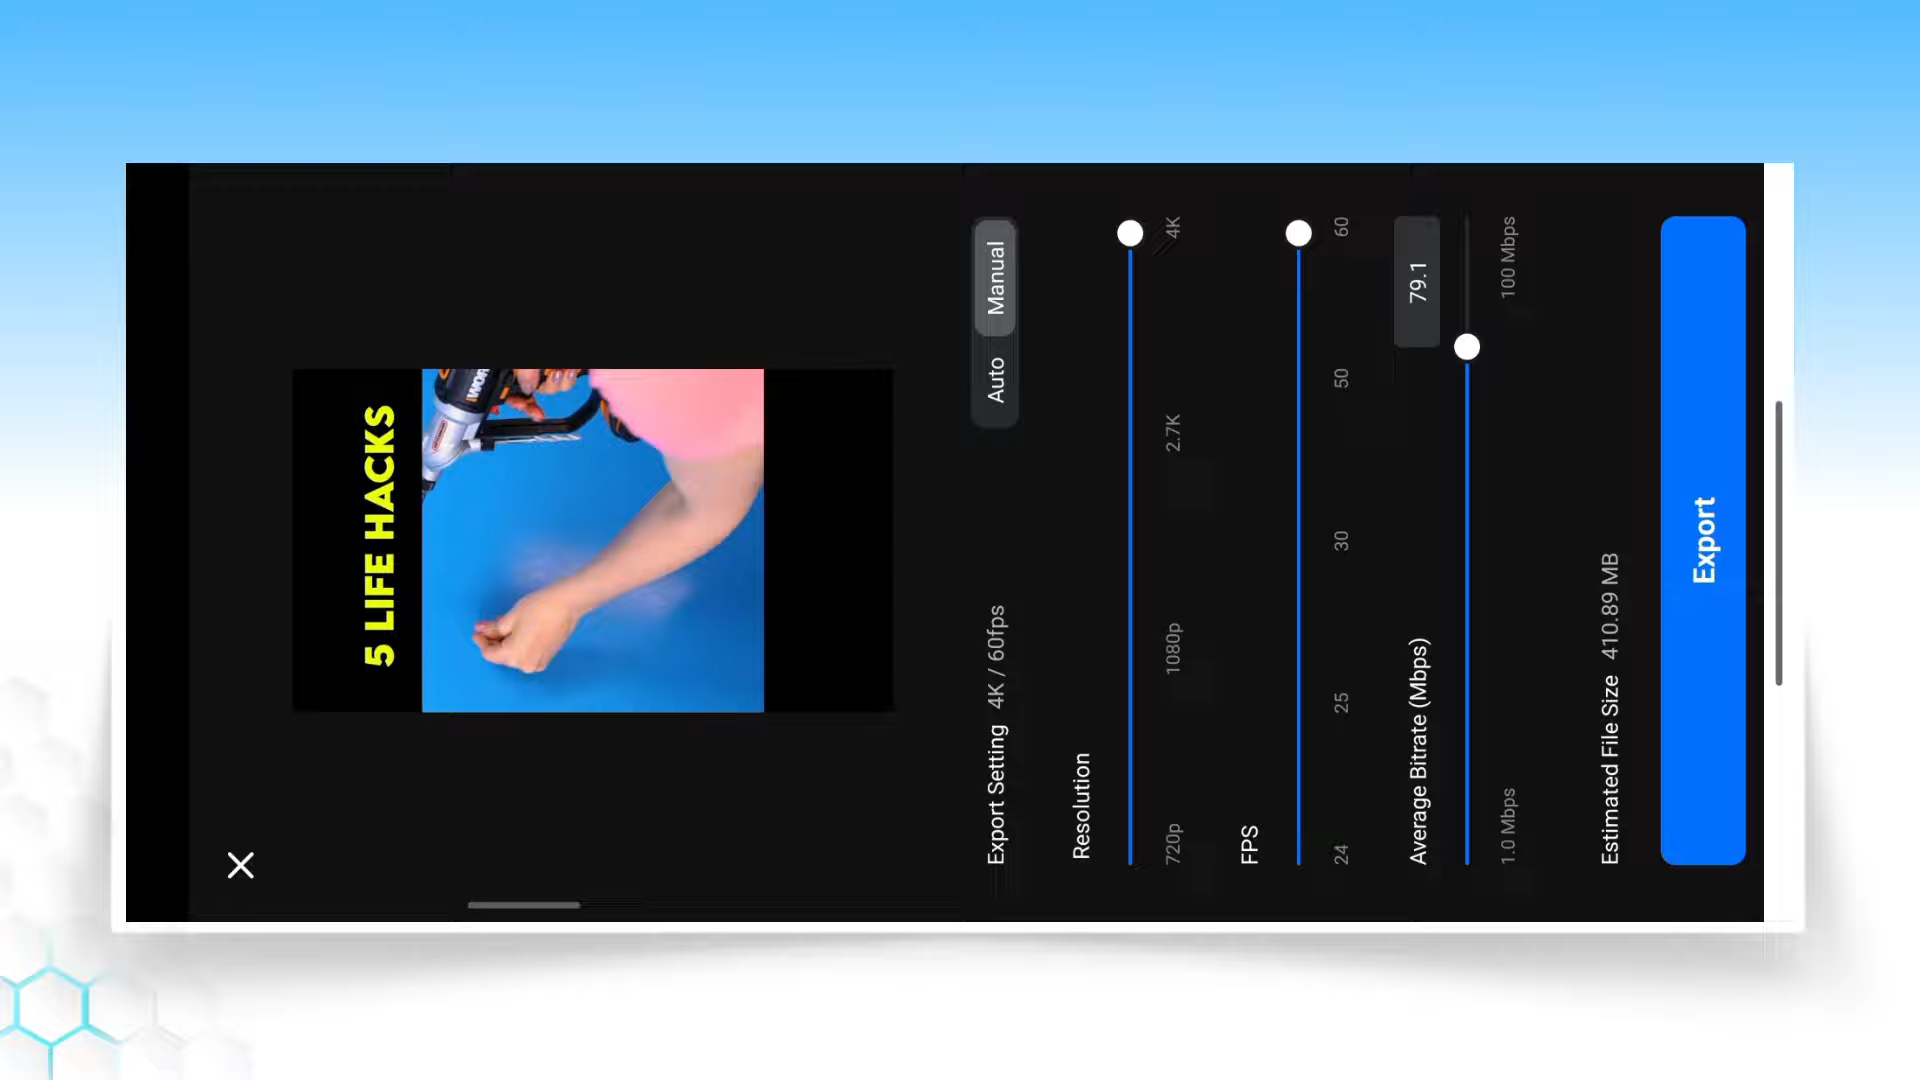 5 LIFE HACKS
WOR
Export Setting 4K / 60fps
Auto Manual
Resolution
720p 1080p 2.7K 4K
FPS
24 25 30 50 60
Average Bitrate (Mbps) 79.1
1.0 Mbps 100 Mbps
Estimated File Size 410.89 MB
Export